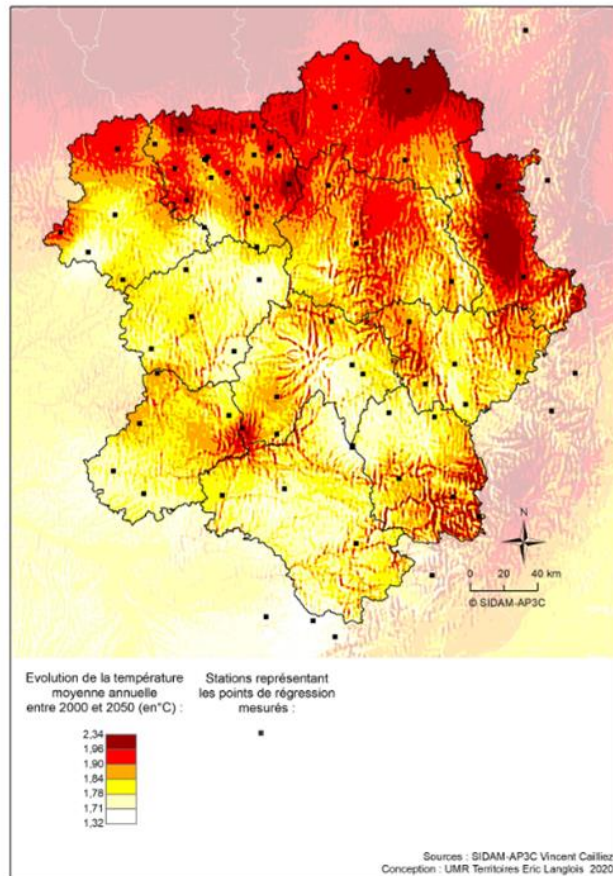 N
0 20 40 km
© SIDAM-AP3C
Evolution de la température
moyenne annuelle
entre 2000 et 2050 (en°C) :
Stations représentant
les points de régression
mesurés :
2,34
1,96
1,90
1,84
1,78
1,71
1,32
Sources : SIDAM-AP3C Vincent Cailliez
Conception : UMR Territoires Eric Langlois 2020